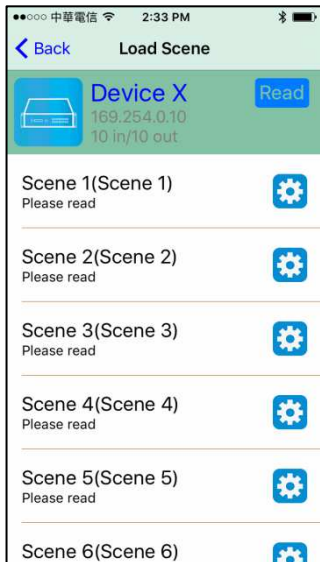 中華電信 2:33 PM
Back Load Scene
Device X Read
169.254.0.10
10 in/10 out
Scene 1(Scene 1)
Please read
Scene 2(Scene 2)
Please read
Scene 3(Scene 3)
Please read
Scene 4(Scene 4)
Please read
Scene 5(Scene 5)
Please read
Scene 6(Scene 6)